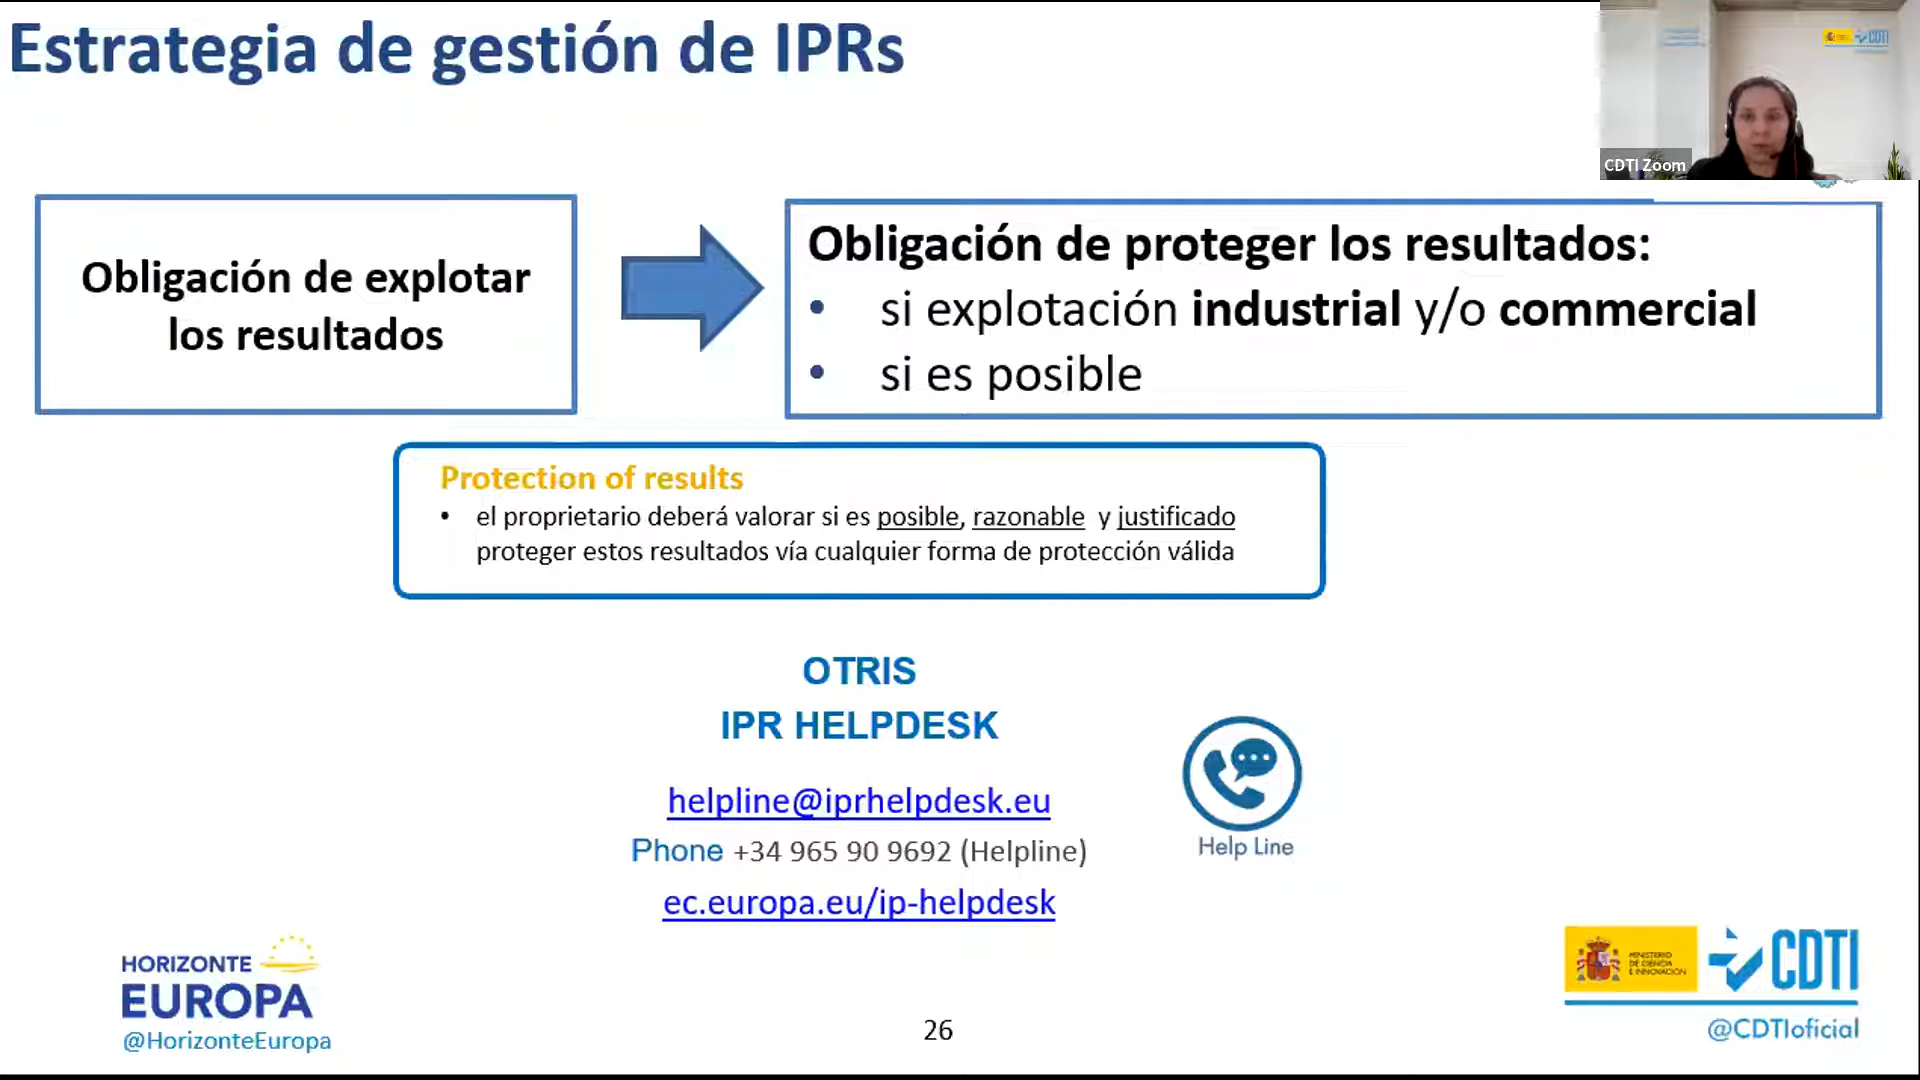 Estrategia de gestión de IPRs
CDTI
CDTI Zoom
Obligación de explotar
los resultados
Obligación de proteger los resultados:
• si explotación industrial y/o commercial
• si es posible
Protection of results
• el proprietario deberá valorar si es posible, razonable y justificado
proteger estos resultados vía cualquier forma de protección válida
OTRIS
IPR HELPDESK
helpline@iprhelpdesk.eu
Phone +34 965 90 9692 (Helpline)
ec.europa.eu/ip-helpdesk
Help Line
HORIZONTE
EUROPA
@HorizonteEuropa
26
MINISTERIO
DE CIENCIA
E INNOVACIÓN
CDTI
@CDTIoficial